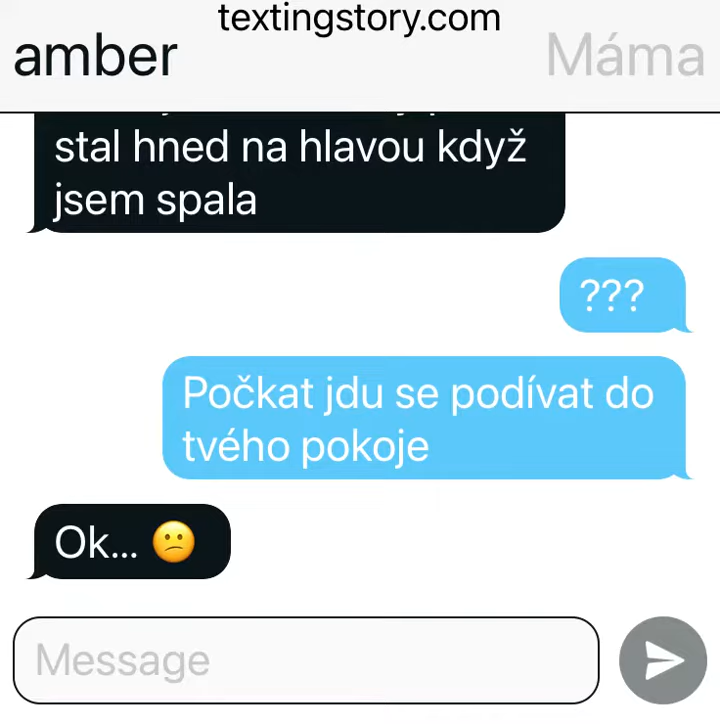 textingstory.com
amber
Máma
stal hned na hlavou když
jsem spala
???
Počkat jdu se podívat do
tvého pokoje
Ok... 😕
Message